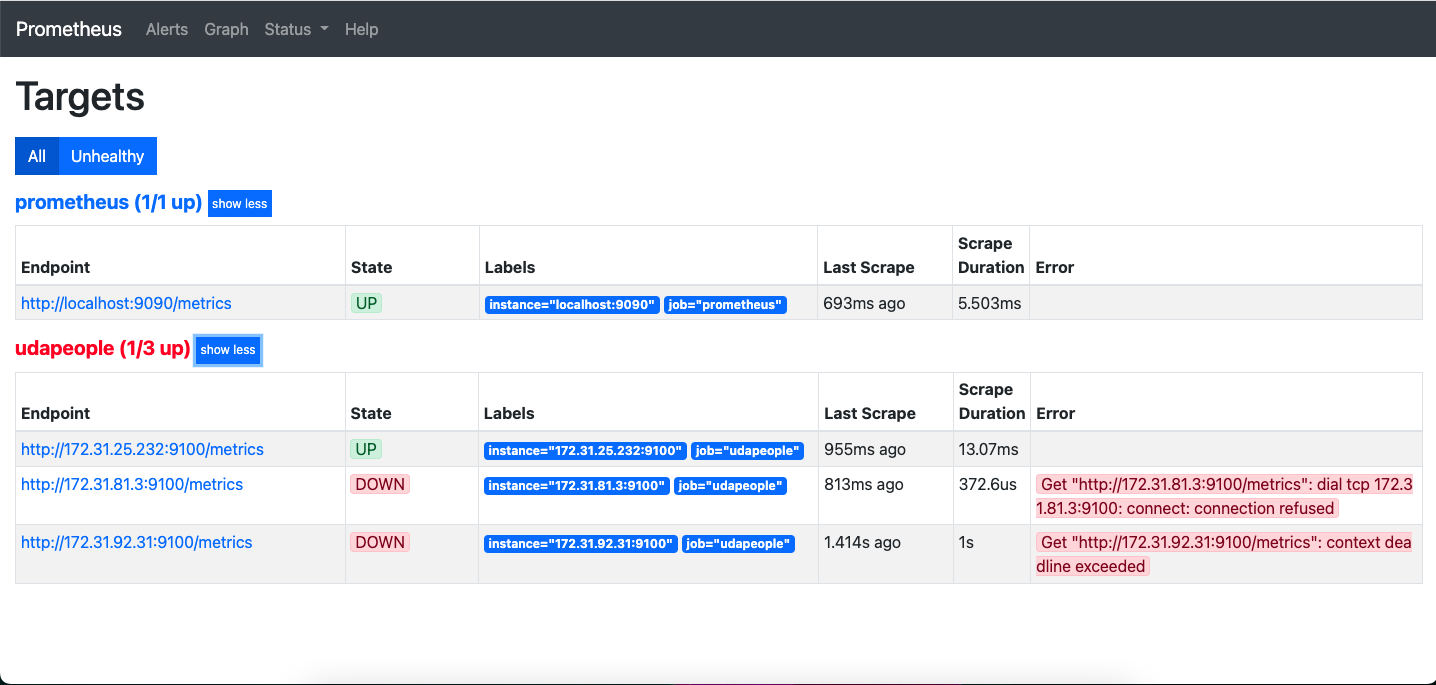 Prometheus Alerts Graph Status Help
Targets
All Unhealthy
prometheus (1/1 up) show less
Endpoint State Labels Last Scrape Scrape Duration Error
http://localhost:9090/metrics UP instance="localhost:9090" job="prometheus" 693ms ago 5.503ms
udapeople (1/3 up) show less
Endpoint State Labels Last Scrape Scrape Duration Error
http://172.31.25.232:9100/metrics UP instance="172.31.25.232:9100" job="udapeople" 955ms ago 13.07ms
http://172.31.81.3:9100/metrics DOWN instance="172.31.81.3:9100" job="udapeople" 813ms ago 372.6us Get "http://172.31.81.3:9100/metrics": dial tcp 172.3
1.81.3:9100: connect: connection refused
http://172.31.92.31:9100/metrics DOWN instance="172.31.92.31:9100" job="udapeople" 1.414s ago 1s Get "http://172.31.92.31:9100/metrics": context dea
dline exceeded